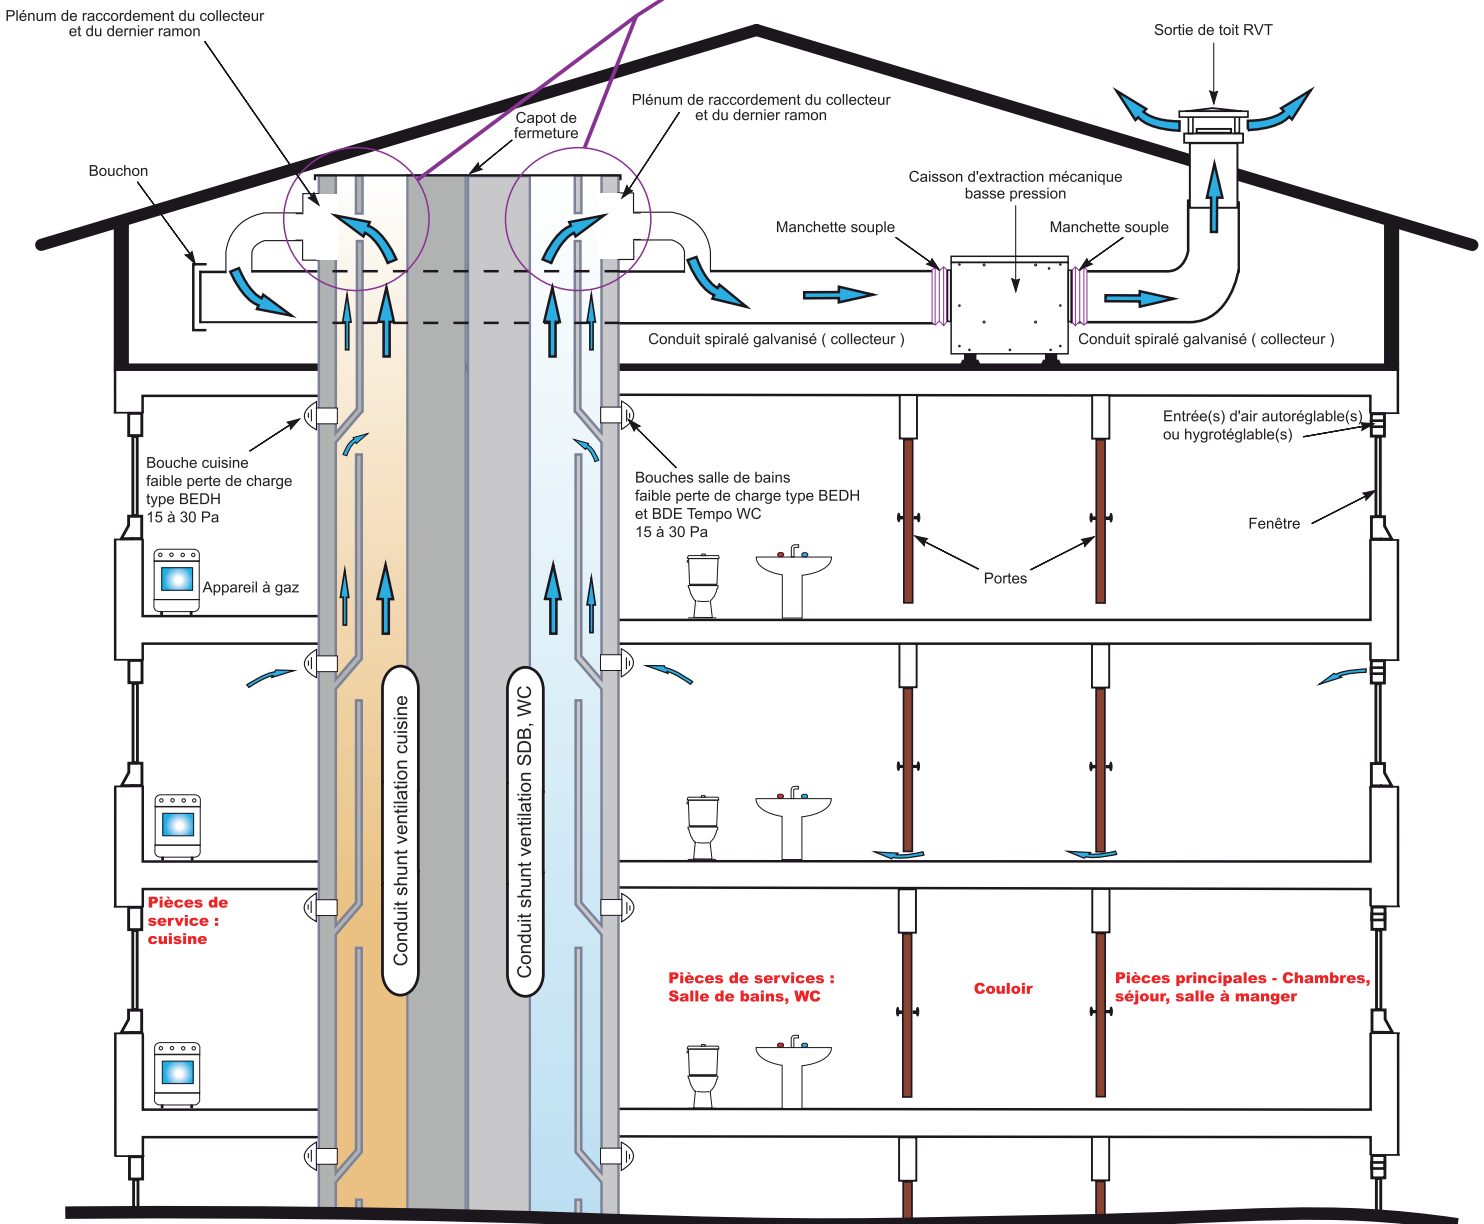 Plénum de raccordement du collecteur
et du dernier ramon
Sortie de toit RVT
Plénum de raccordement du collecteur
et du dernier ramon
Capot de
fermeture
Bouchon
Caisson d'extraction mécanique
basse pression
Manchette souple
Manchette souple
Conduit spiralé galvanisé ( collecteur )
Conduit spiralé galvanisé ( collecteur )
Entrée(s) d'air autoréglable(s)
ou hygrotéglable(s)
Bouche cuisine
faible perte de charge
type BEDH
15 à 30 Pa
Bouches salle de bains
faible perte de charge type BEDH
et BDE Tempo WC
15 à 30 Pa
Fenêtre
Portes
Appareil à gaz
Conduit shunt ventilation cuisine
Conduit shunt ventilation SDB, WC
Pièces de
service :
cuisine
Pièces de services :
Salle de bains, WC
Couloir
Pièces principales - Chambres,
séjour, salle à manger